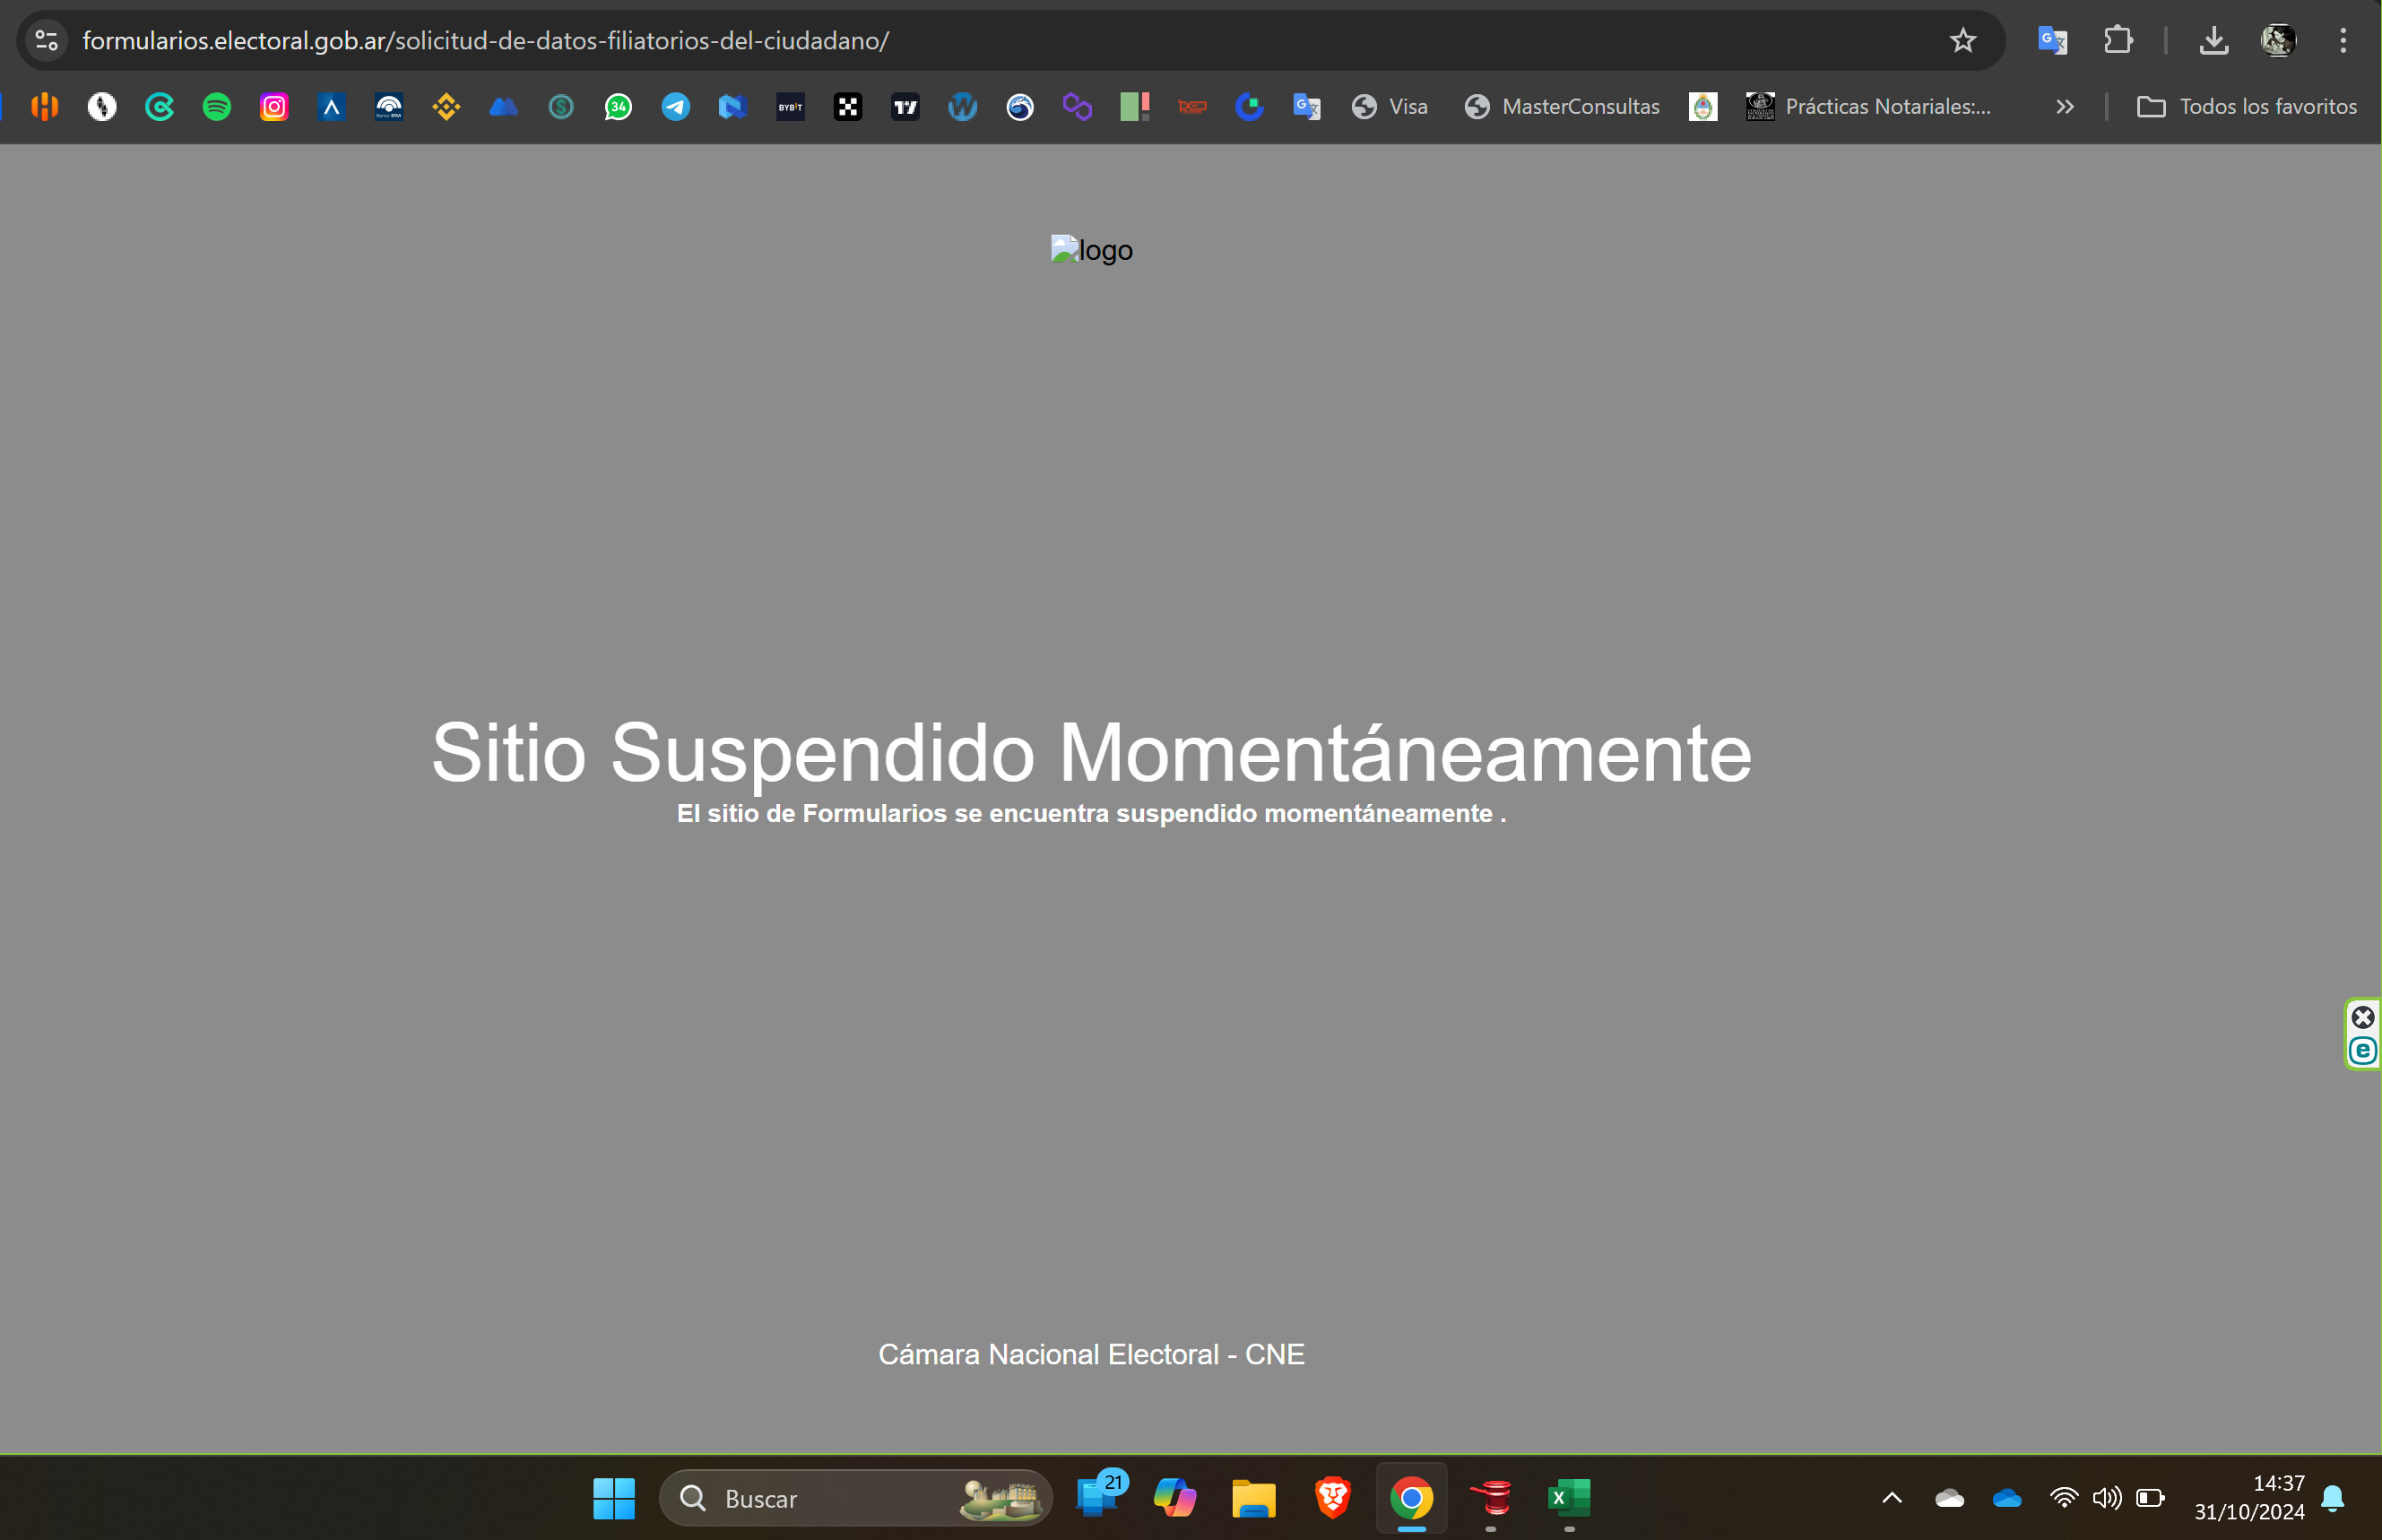 formularios.electoral.gob.ar/solicitud-de-datos-filiatorios-del-ciudadano/
34
BYBIT
Visa
MasterConsultas
Prácticas Notariales:...
Todos los favoritos
logo
Sitio Suspendido Momentáneamente
El sitio de Formularios se encuentra suspendido momentáneamente .
Cámara Nacional Electoral - CNE
Buscar
21
14:37
31/10/2024